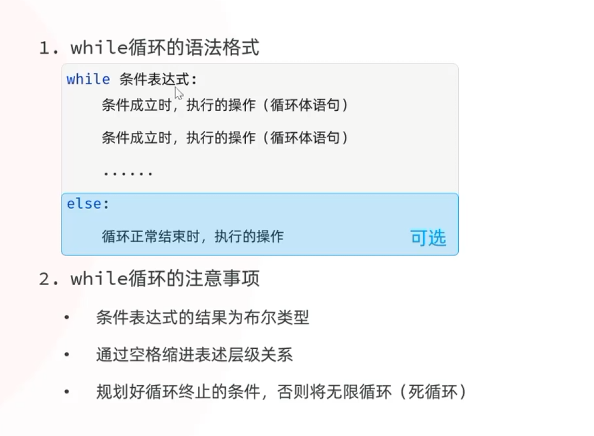 1. while循环的语法格式
while 条件表达式:
条件成立时,执行的操作(循环体语句)
条件成立时,执行的操作(循环体语句)
......
else:
循环正常结束时,执行的操作 可选
2. while循环的注意事项
• 条件表达式的结果为布尔类型
• 通过空格缩进表述层级关系
• 规划好循环终止的条件,否则将无限循环(死循环)